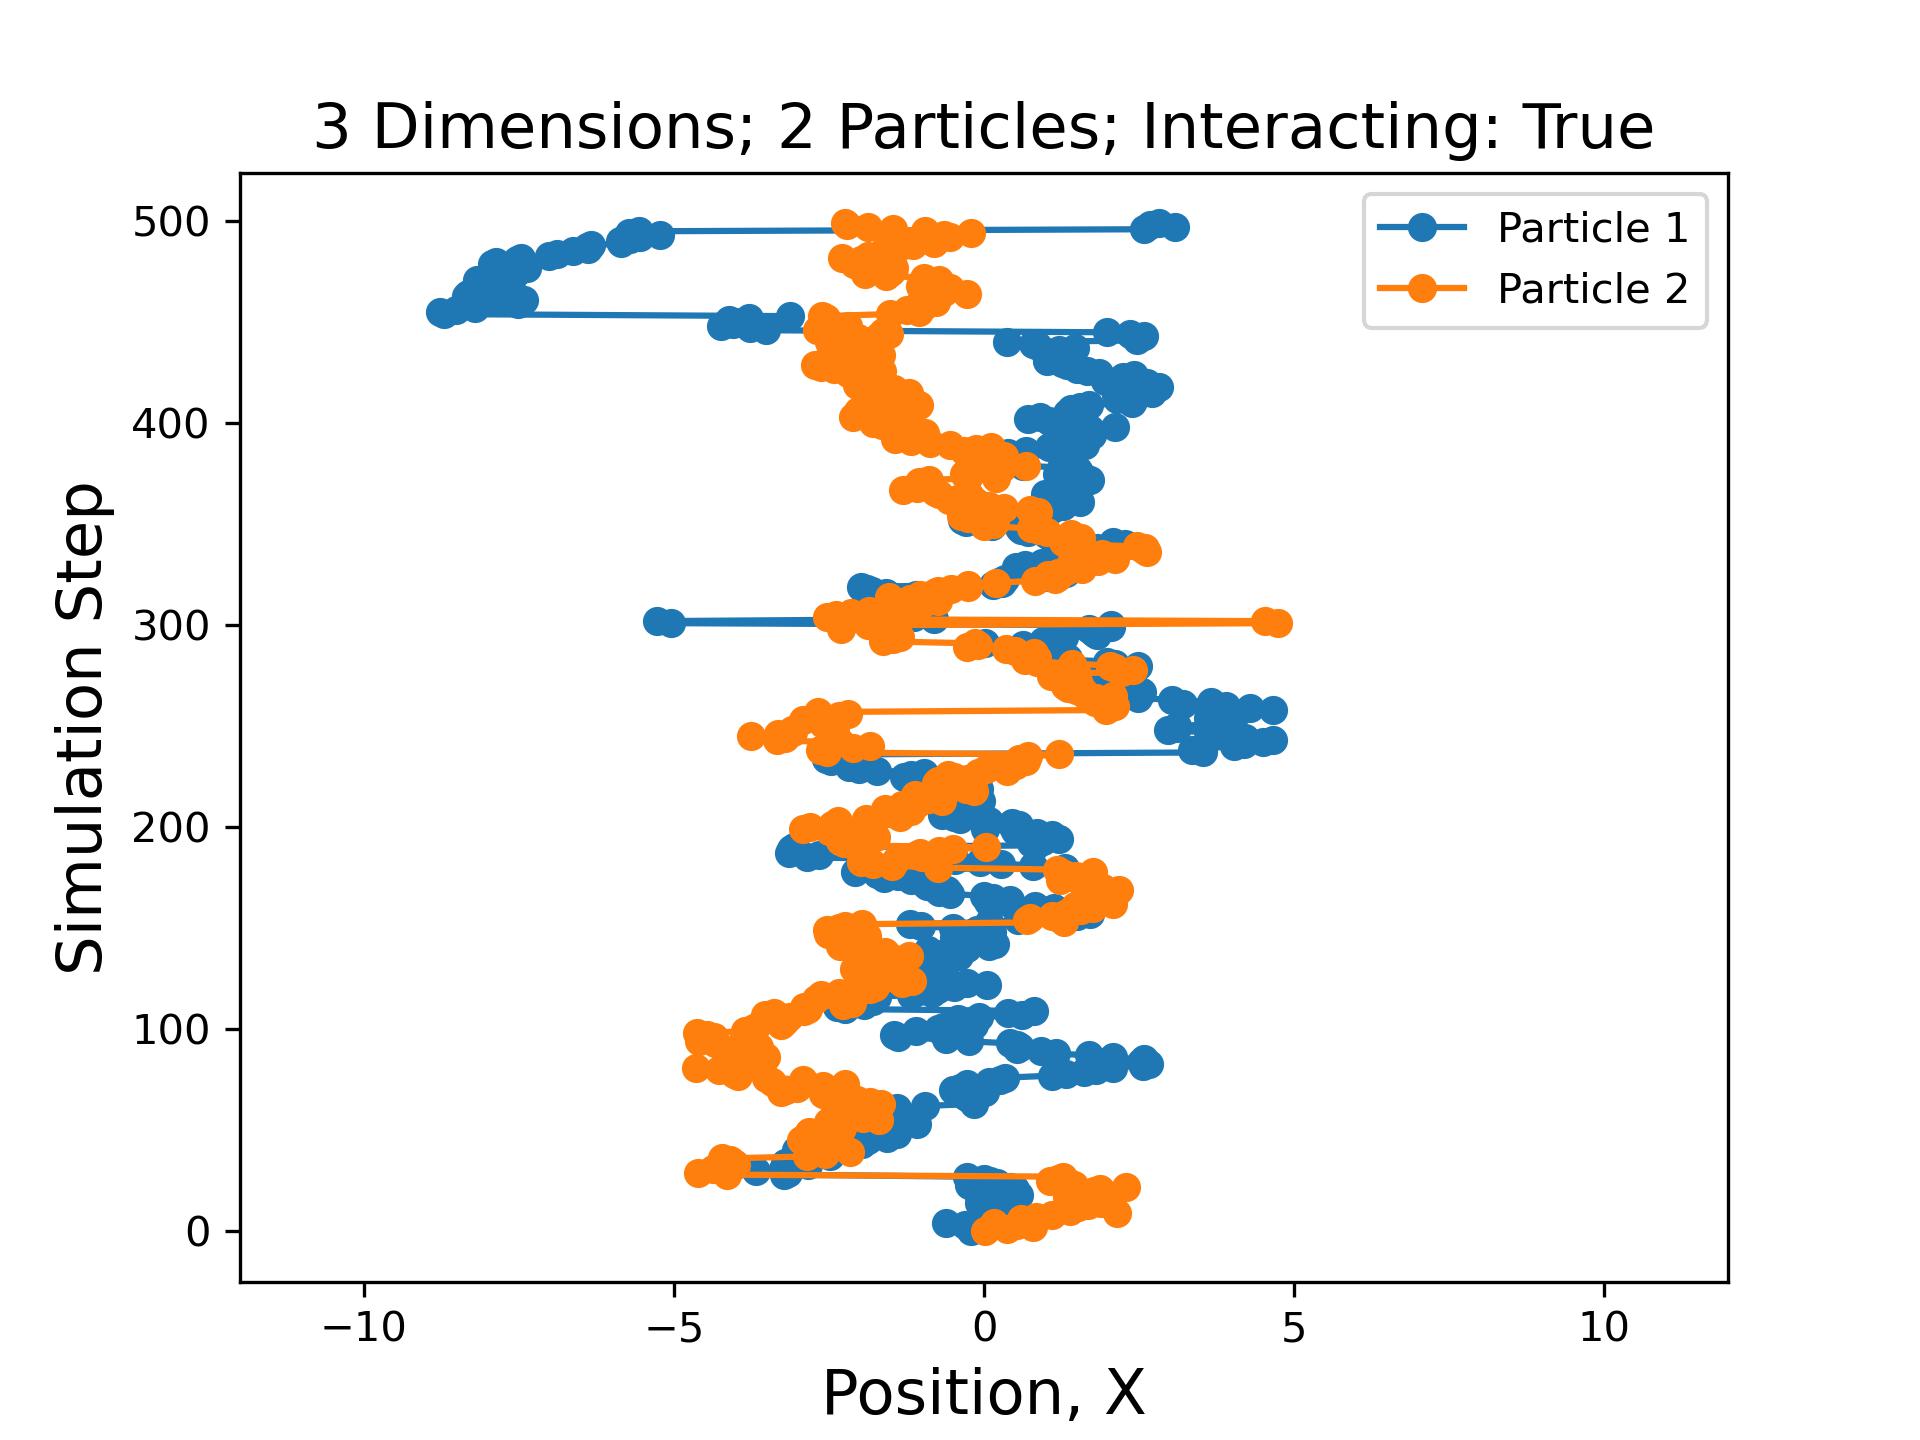 3 Dimensions; 2 Particles; Interacting: True
Particle 1
Particle 2
Simulation Step
500
400
300
200
100
0
−10
−5
0
5
10
Position, X